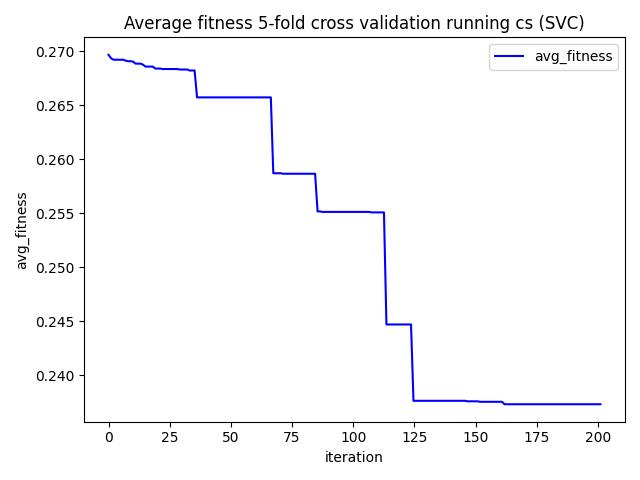 Average fitness 5-fold cross validation running cs (SVC)
avg_fitness
0.270
0.265
0.260
0.255
0.250
0.245
0.240
avg_fitness
0 25 50 75 100 125 150 175 200
iteration